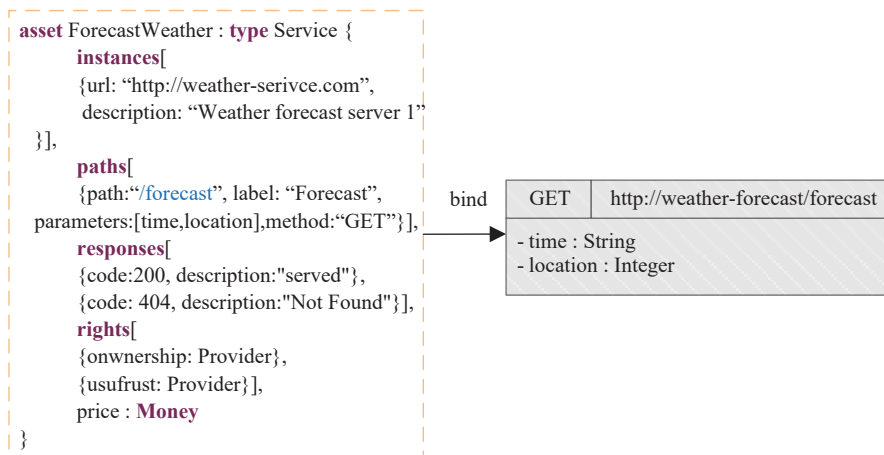 asset ForecastWeather : type Service {
instances[
{url: “http://weather-serivce.com”,
description: “Weather forecast server 1”
}],
paths[
{path:“/forecast”, label: “Forecast”,
parameters:[time,location],method:“GET”}],
responses[
{code:200, description:"served"},
{code: 404, description:"Not Found"}],
rights[
{onwnership: Provider},
{usufrust: Provider}],
price : Money
}
bind
GET http://weather-forecast/forecast
- time : String
- location : Integer